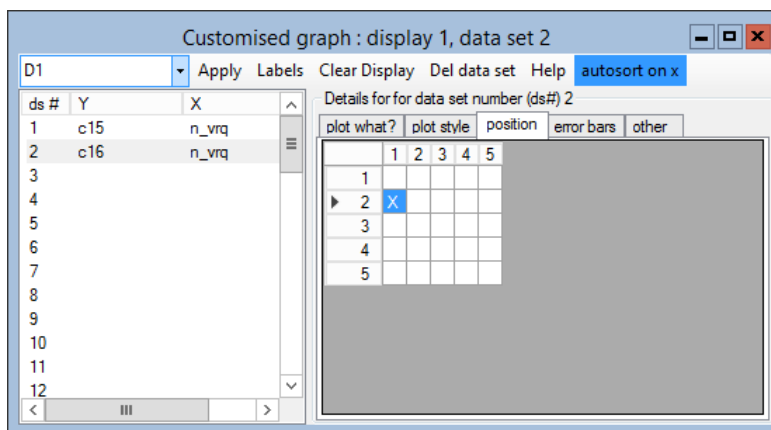 Customised graph : display 1, data set 2
D1 Apply Labels Clear Display Del data set Help autosort on x
ds # Y X
1 c15 n_vrq
2 c16 n_vrq
3
4
5
6
7
8
9
10
11
12
Details for for data set number (ds#) 2
plot what? plot style position error bars other
1 2 3 4 5
1
2 X
3
4
5